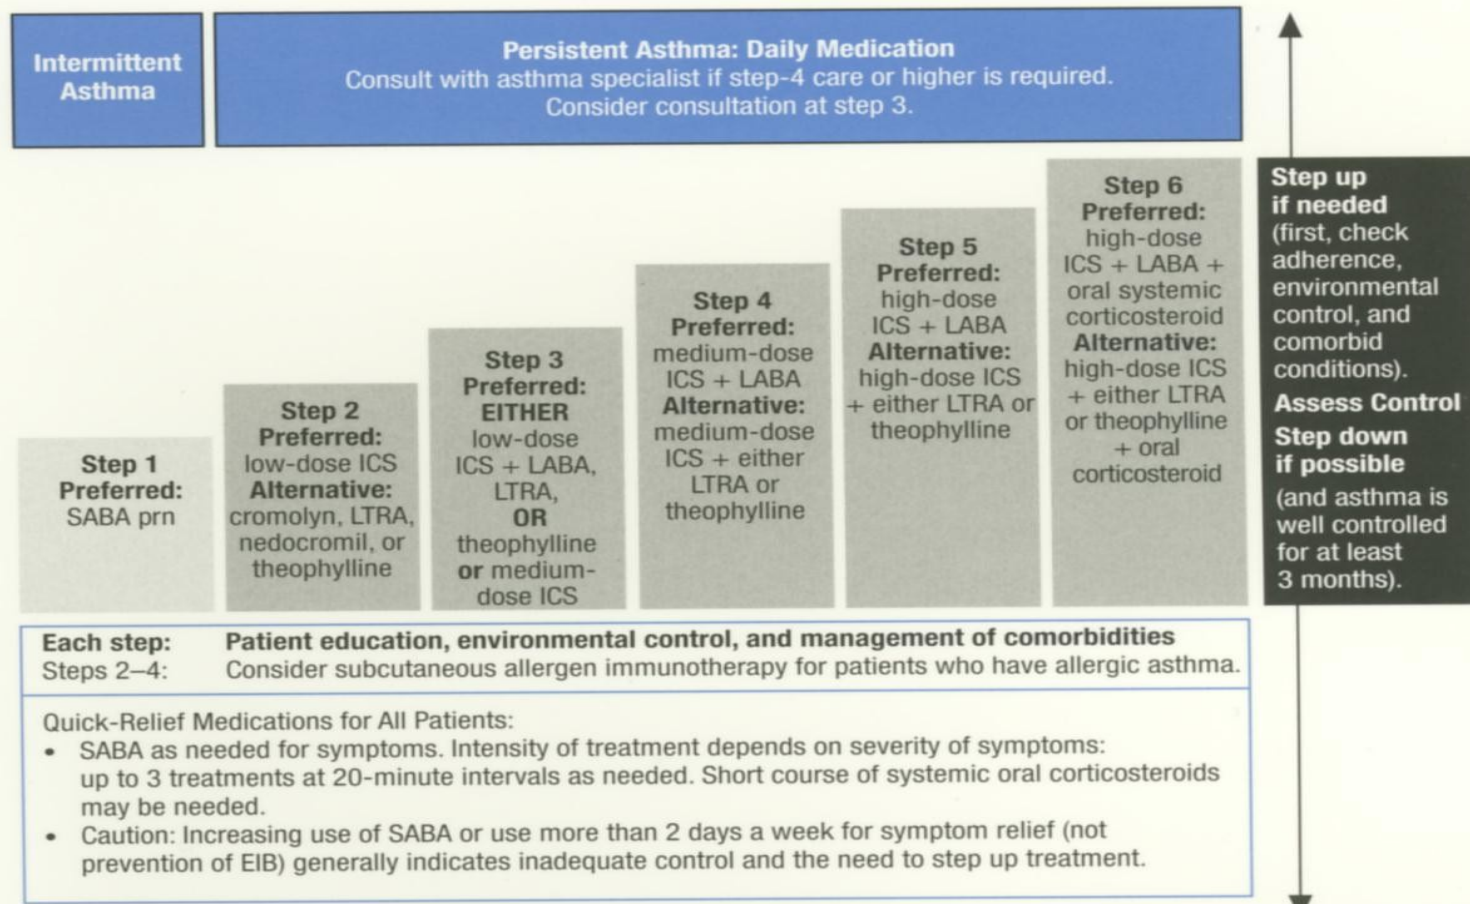 Intermittent
Asthma
Persistent Asthma: Daily Medication
Consult with asthma specialist if step-4 care or higher is required.
Consider consultation at step 3.
Step 1
Preferred:
SABA prn
Step 2
Preferred:
low-dose ICS
Alternative:
cromolyn, LTRA,
nedocromil, or
theophylline
Step 3
Preferred:
EITHER
low-dose
ICS + LABA,
LTRA,
OR
theophylline
or medium-
dose ICS
Step 4
Preferred:
medium-dose
ICS + LABA
Alternative:
medium-dose
ICS + either
LTRA or
theophylline
Step 5
Preferred:
high-dose
ICS + LABA
Alternative:
high-dose ICS
+ either LTRA or
theophylline
Step 6
Preferred:
high-dose
ICS + LABA +
oral systemic
corticosteroid
Alternative:
high-dose ICS
+ either LTRA
or theophylline
+ oral
corticosteroid
Step up
if needed
(first, check
adherence,
environmental
control, and
comorbid
conditions).
Assess Control
Step down
if possible
(and asthma is
well controlled
for at least
3 months).
Each step: Patient education, environmental control, and management of comorbidities
Steps 2–4: Consider subcutaneous allergen immunotherapy for patients who have allergic asthma.
Quick-Relief Medications for All Patients:
• SABA as needed for symptoms. Intensity of treatment depends on severity of symptoms:
up to 3 treatments at 20-minute intervals as needed. Short course of systemic oral corticosteroids
may be needed.
• Caution: Increasing use of SABA or use more than 2 days a week for symptom relief (not
prevention of EIB) generally indicates inadequate control and the need to step up treatment.